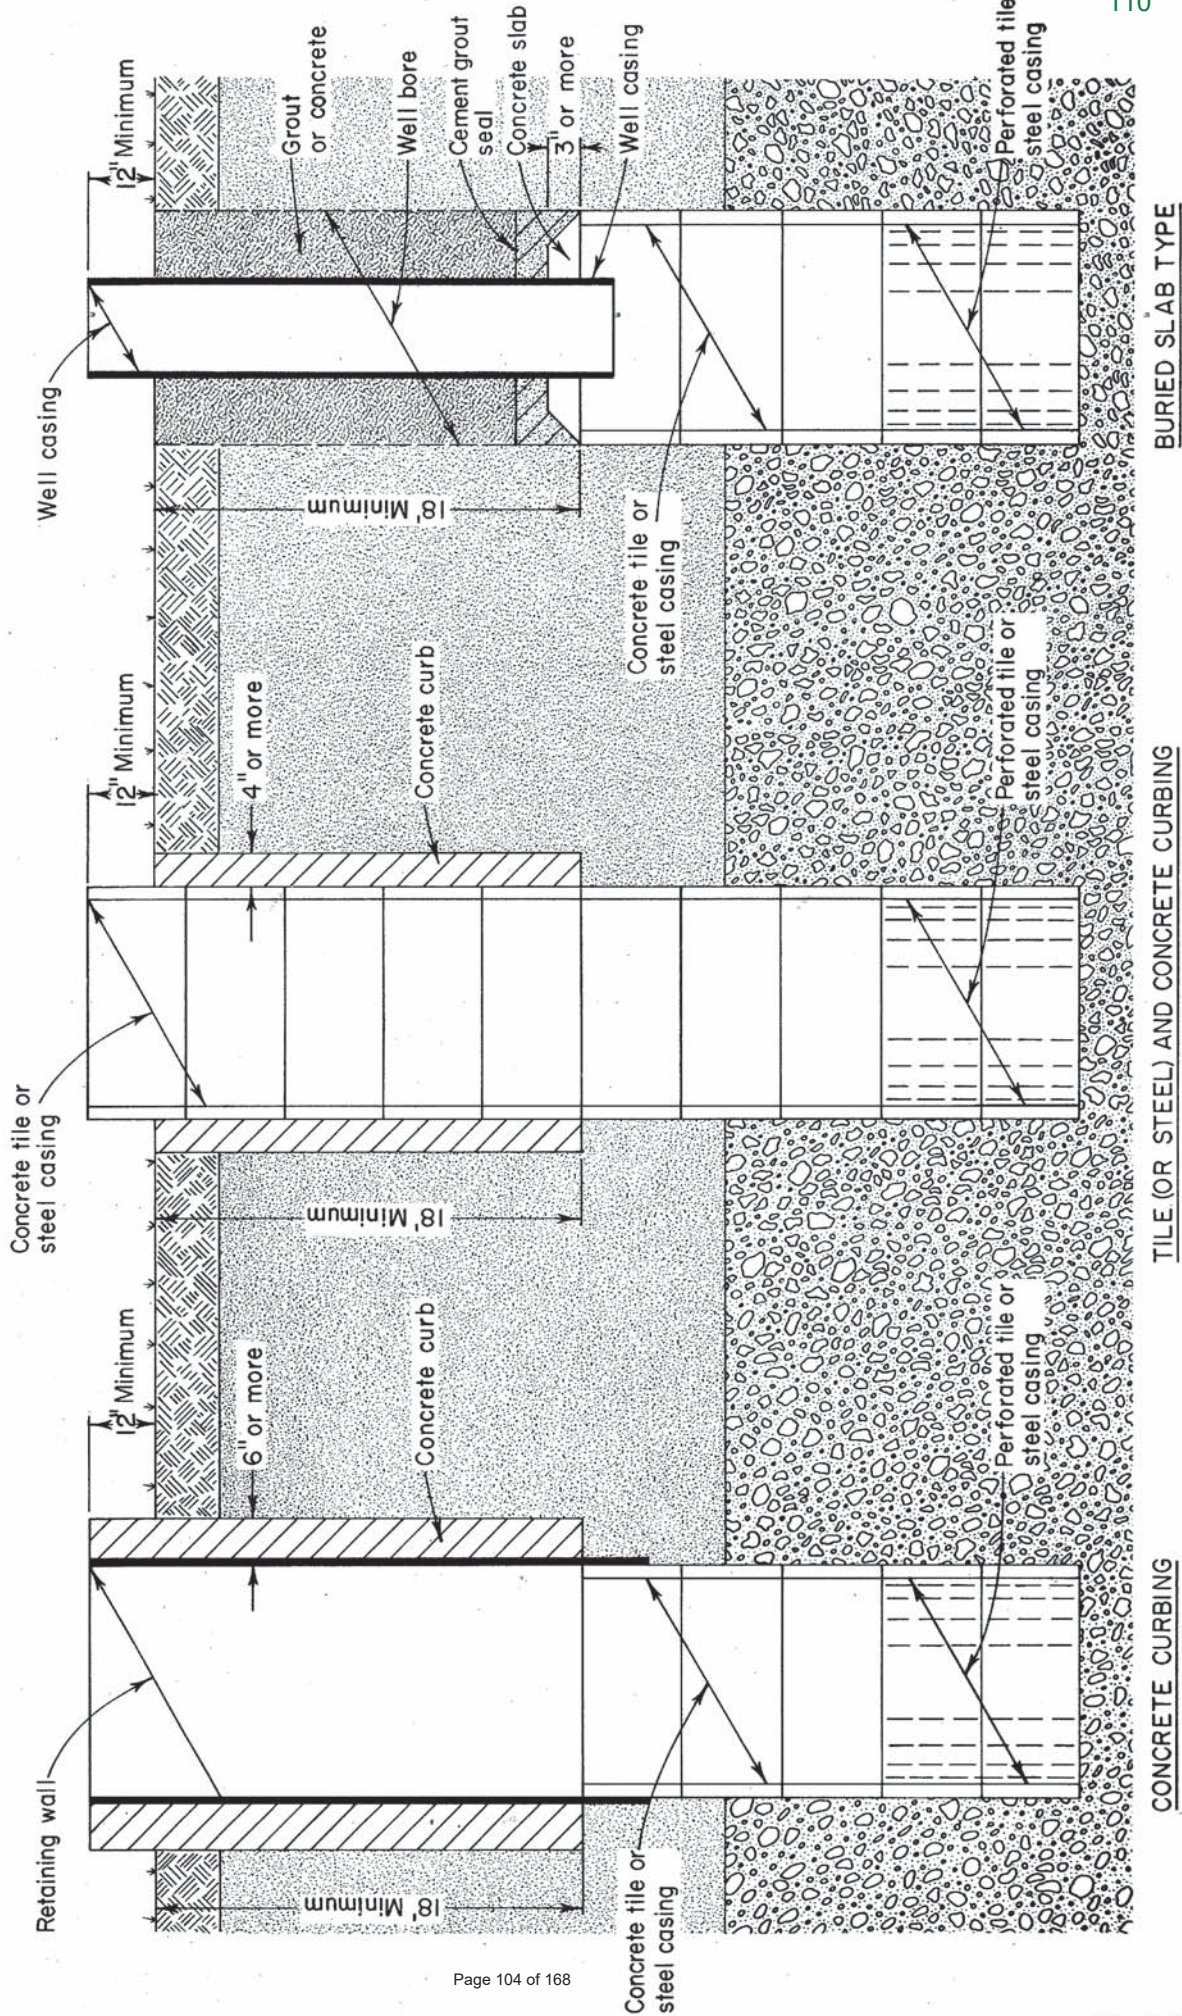 110
Retaining wall
12" Minimum
6" or more
Concrete curb
18' Minimum
Concrete tile or
steel casing
Perforated tile or
steel casing
CONCRETE CURBING
Concrete tile or
steel casing
12" Minimum
4" or more
Concrete curb
18' Minimum
Perforated tile or
steel casing
TILE (OR STEEL) AND CONCRETE CURBING
Well casing
12" Minimum
Grout
or concrete
Well bore
Cement grout
seal
Concrete slab
3" or more
Well casing
18' Minimum
Concrete tile or
steel casing
Perforated tile
steel casing
BURIED SLAB TYPE
Page 104 of 168